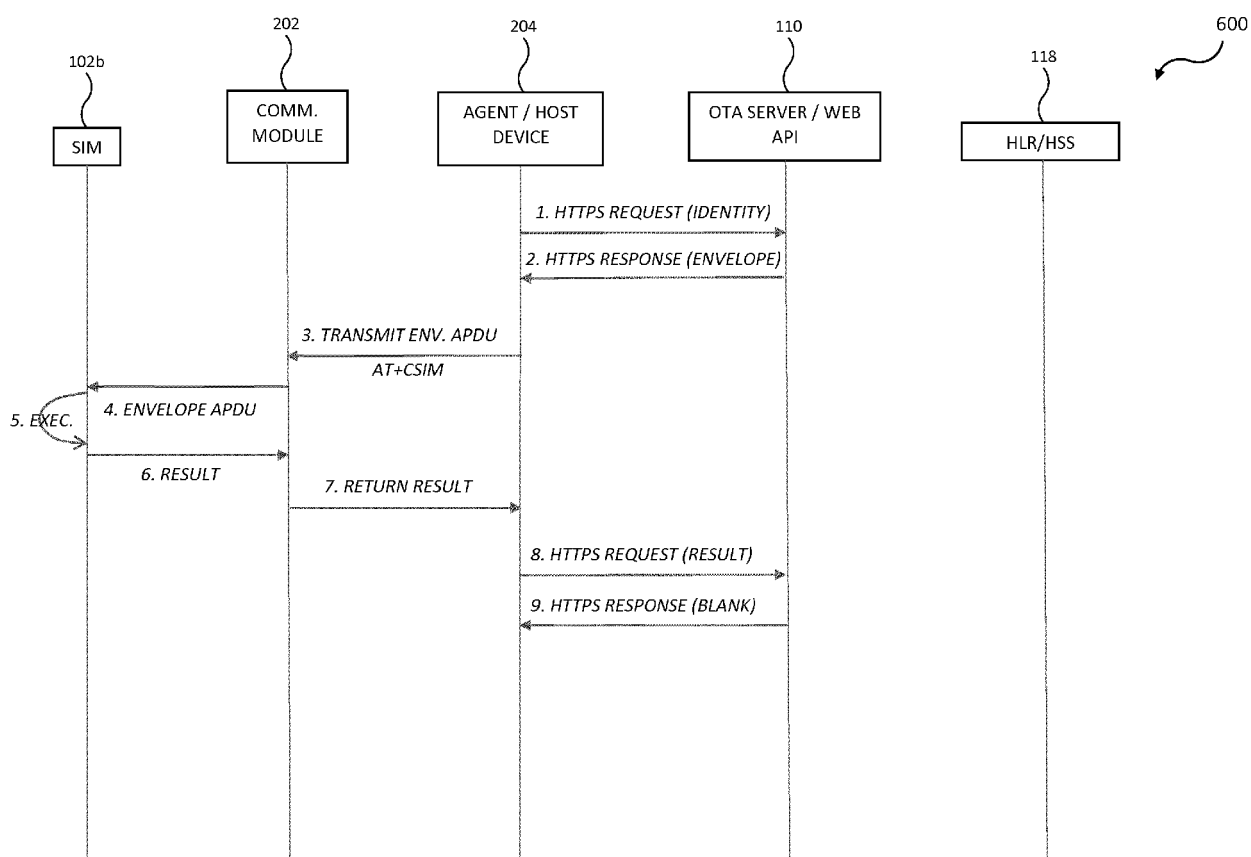 202
204
110
600
102b
118
COMM.
MODULE
AGENT / HOST
DEVICE
OTA SERVER / WEB
API
SIM
HLR/HSS
1. HTTPS REQUEST (IDENTITY)
2. HTTPS RESPONSE (ENVELOPE)
3. TRANSMIT ENV. APDU
AT+CSIM
4. ENVELOPE APDU
5. EXEC.
6. RESULT
7. RETURN RESULT
8. HTTPS REQUEST (RESULT)
9. HTTPS RESPONSE (BLANK)